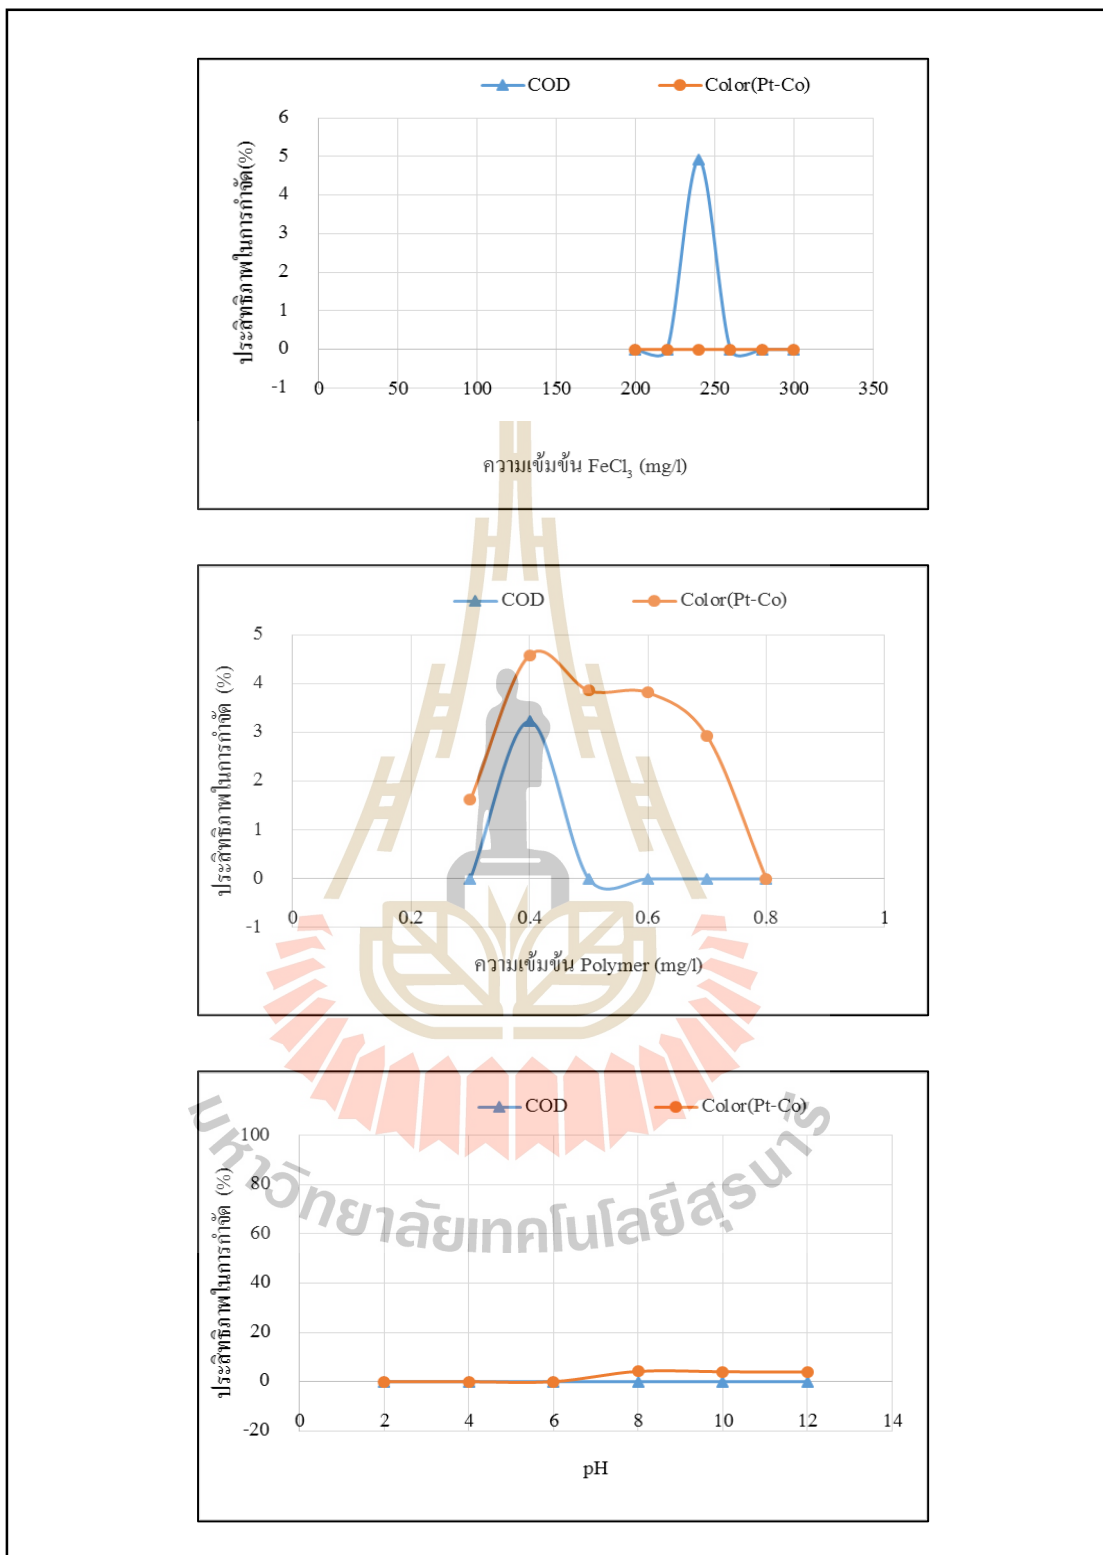 COD Color(Pt-Co)
ประสิทธิภาพในการกำจัด(%)
6
5
4
3
2
1
0
-1
0 50 100 150 200 250 300 350
ความเข้มข้น FeCl₃ (mg/l)
COD Color(Pt-Co)
ประสิทธิภาพในการกำจัด (%)
5
4
3
2
1
0
-1
0 0.2 0.4 0.6 0.8 1
ความเข้มข้น Polymer (mg/l)
COD Color(Pt-Co)
ประสิทธิภาพในการกำจัด (%)
100
80
60
40
20
0
-20
0 2 4 6 8 10 12 14
pH
มหาวิทยาลัยเทคโนโลยีสุรนารี